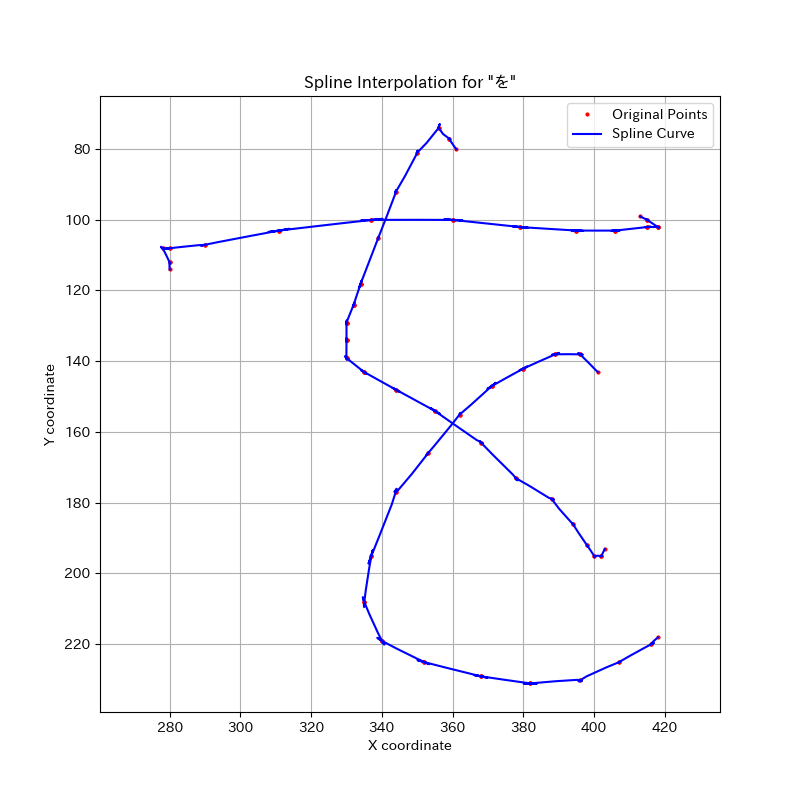 Spline Interpolation for "を"
Original Points
Spline Curve
80
100
120
140
160
180
200
220
Y coordinate
280 300 320 340 360 380 400 420
X coordinate